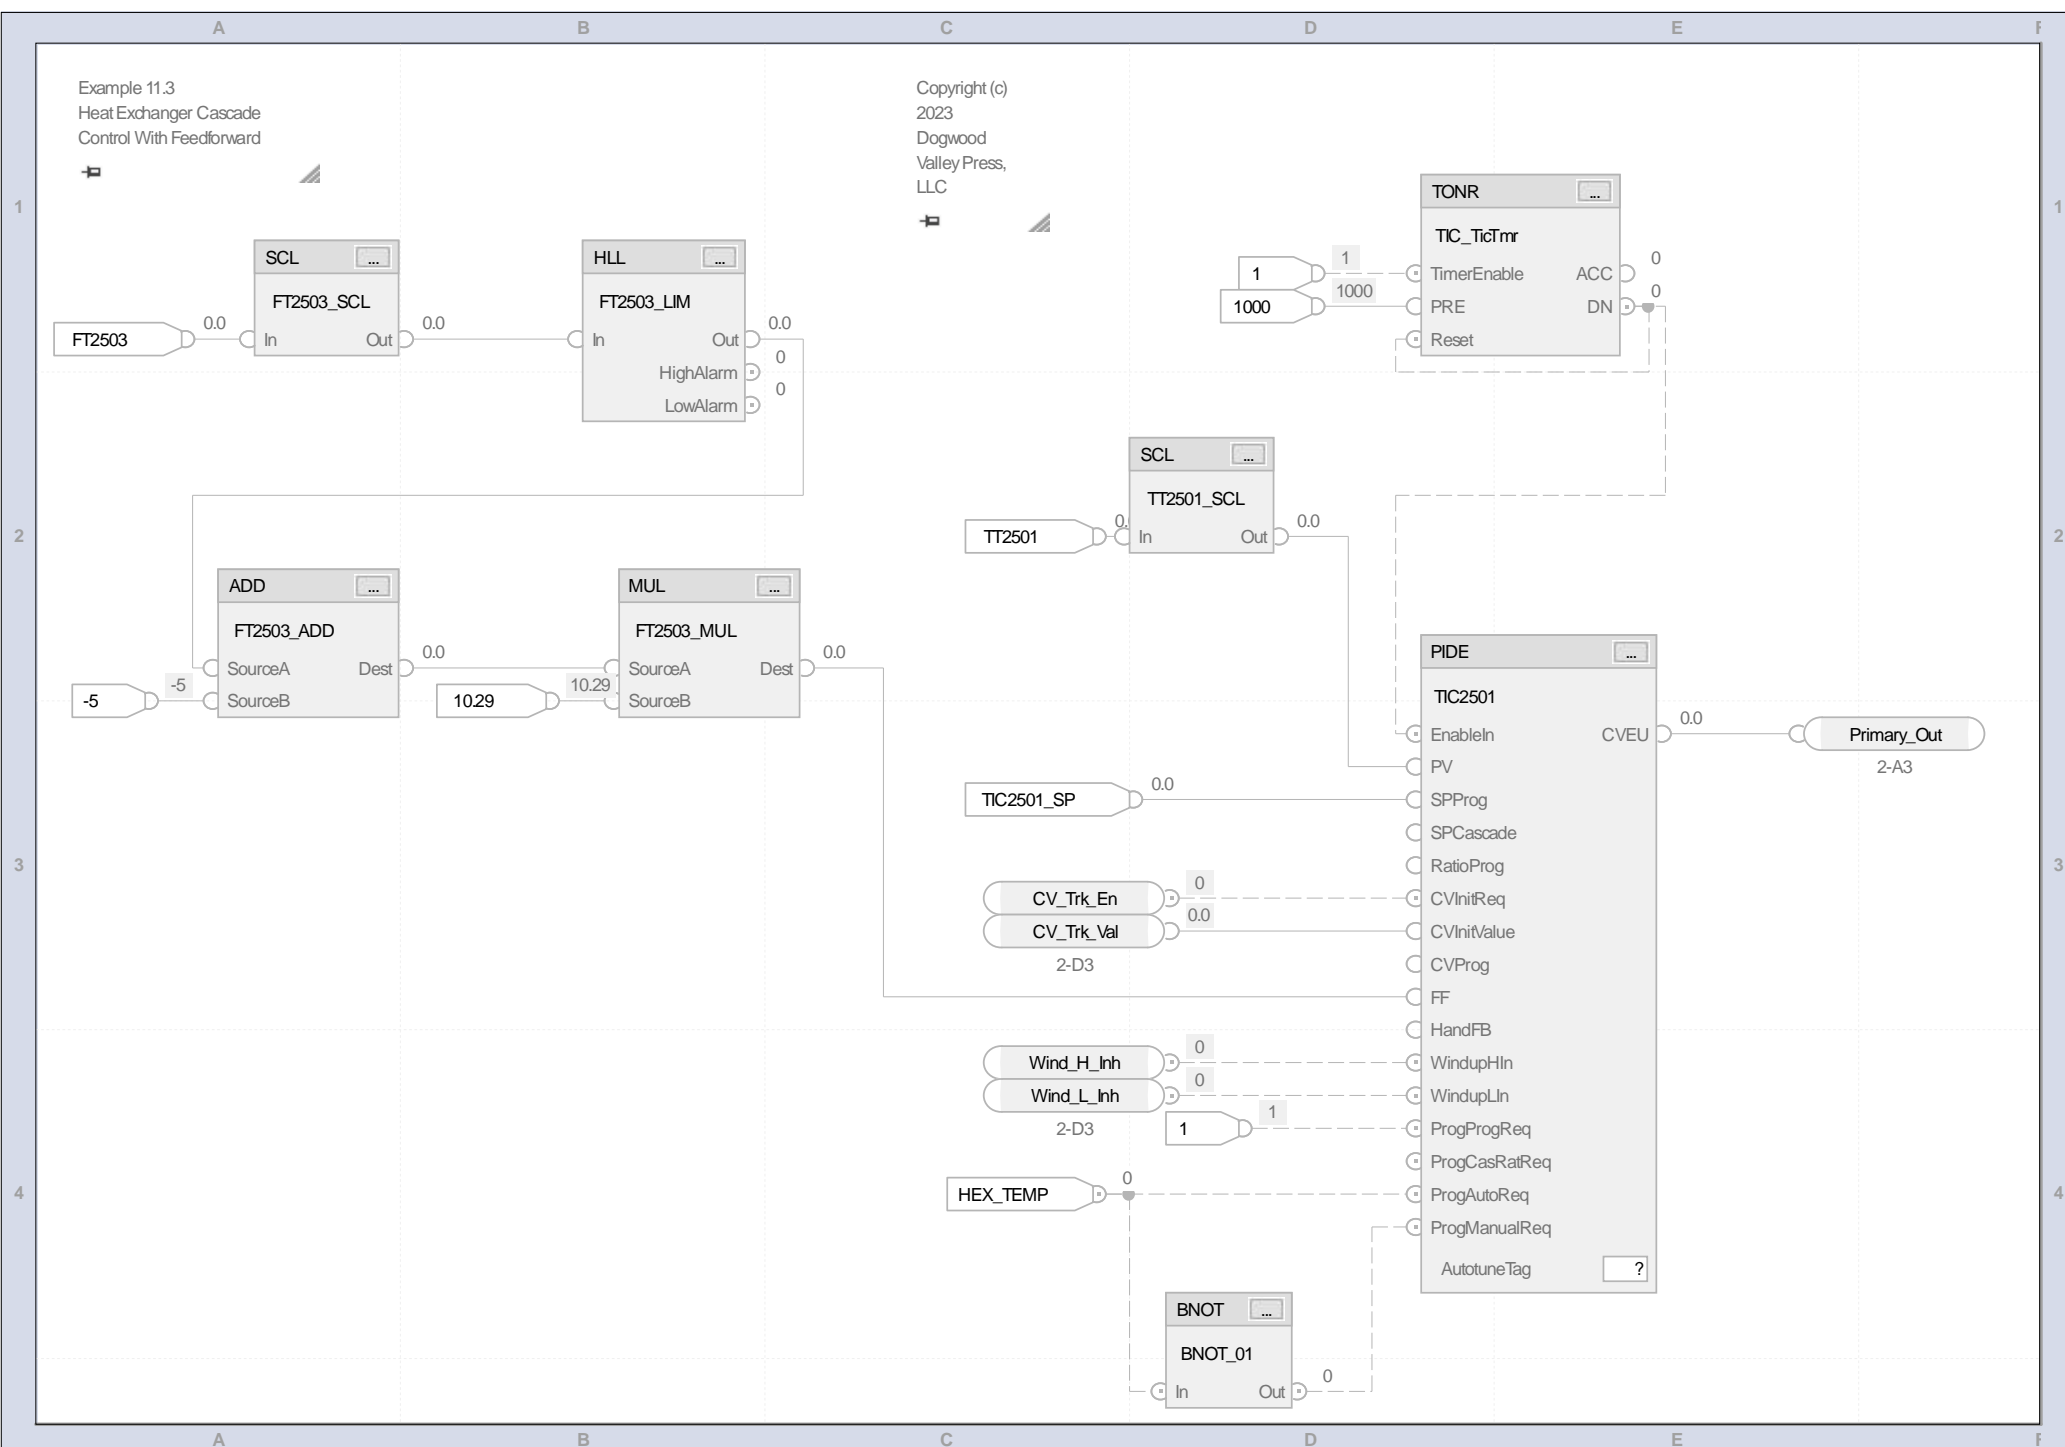 A B C D E F
Example 11.3
Heat Exchanger Cascade
Control With Feedforward
Copyright (c)
2023
Dogwood
Valley Press,
LLC
1 1
TONR ...
TIC_TicTmr
1 1 TimerEnable ACC 0
1000 1000 PRE DN 0
Reset
SCL ...
FT2503_SCL
FT2503 0.0 In Out 0.0
HLL ...
FT2503_LIM
In Out 0.0
HighAlarm 0
LowAlarm 0
SCL ...
TT2501_SCL
2 2
TT2501 0. In Out 0.0
ADD ...
FT2503_ADD
SourceA Dest 0.0
-5 -5 SourceB
MUL ...
FT2503_MUL
SourceA Dest 0.0
10.29 10.29 SourceB
PIDE ...
TIC2501
EnableIn CVEU 0.0 Primary_Out
2-A3
PV
TIC2501_SP 0.0 SPProg
SPCascade
3 3
RatioProg
CV_Trk_En 0 CVInitReq
CV_Trk_Val 0.0 CVInitValue
2-D3
CVProg
FF
HandFB
Wind_H_Inh 0 WindupHIn
Wind_L_Inh 0 WindupLIn
2-D3
1 1 ProgProgReq
ProgCasRatReq
4 4
HEX_TEMP 0 ProgAutoReq
ProgManualReq
AutotuneTag ?
BNOT ...
BNOT_01
In Out 0
A B C D E F